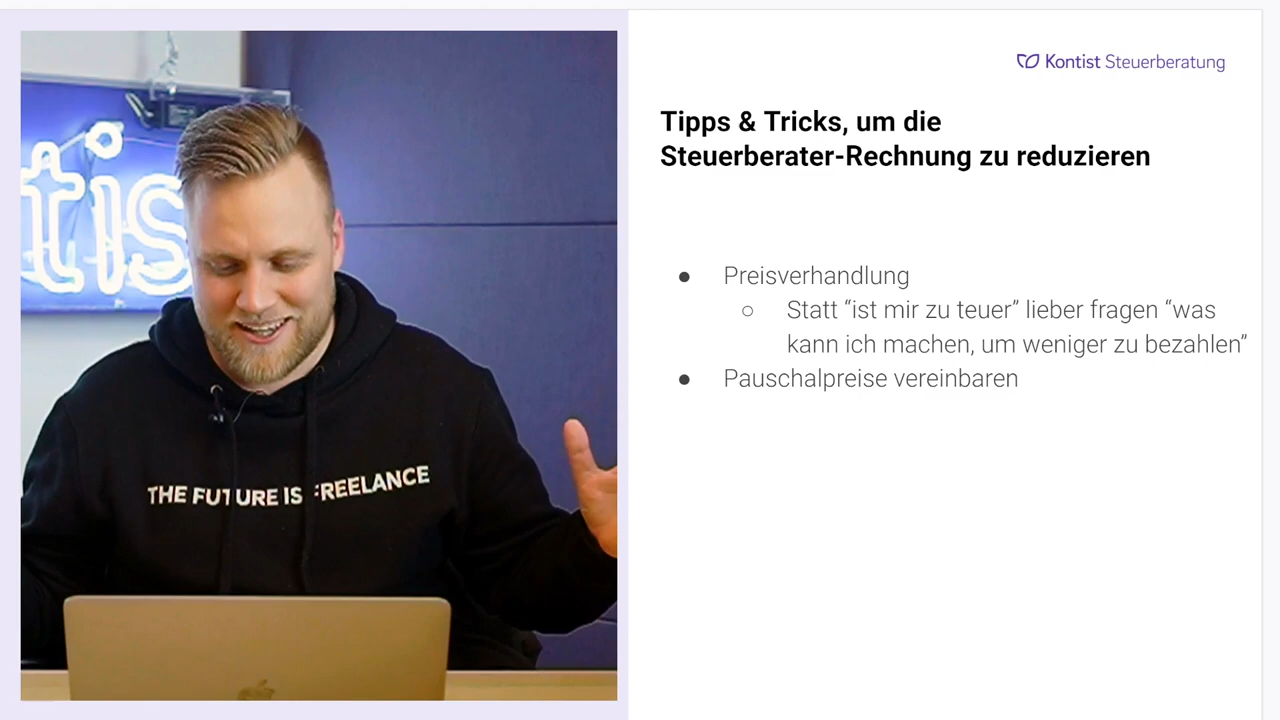 tis
THE FUTURE IS FREELANCE
Kontist Steuerberatung
Tipps & Tricks, um die
Steuerberater-Rechnung zu reduzieren
● Preisverhandlung
○ Statt “ist mir zu teuer” lieber fragen “was
kann ich machen, um weniger zu bezahlen”
● Pauschalpreise vereinbaren